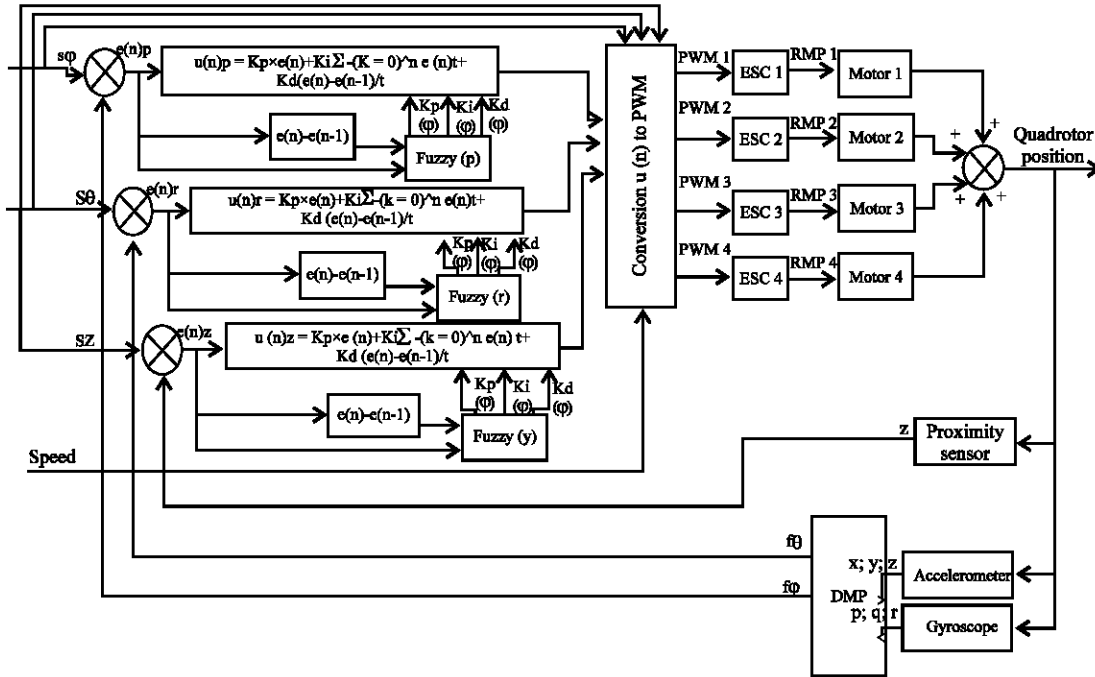 sφ
e(n)p
u(n)p = Kp×e(n)+Ki∑-(K = 0)^n e (n)t+
Kd(e(n)-e(n-1)/t
Kp Ki Kd
(φ) (φ) (φ)
e(n)-e(n-1)
Fuzzy (p)
Sθ
e(n)r
u(n)r = Kp×e(n)+Ki∑-(k = 0)^n e(n)t+
Kd (e(n)-e(n-1)/t
Kp Ki Kd
(φ) (φ) (φ)
e(n)-e(n-1)
Fuzzy (r)
sz
e(n)z
u (n)z = Kp×e (n)+Ki∑ -(k = 0)^n e(n) t+
Kd (e(n)-e(n-1)/t
Kp Ki Kd
(φ) (φ) (φ)
e(n)-e(n-1)
Fuzzy (y)
Speed
Conversion u (n) to PWM
PWM 1
ESC 1
RMP 1
Motor 1
PWM 2
ESC 2
RMP 2
Motor 2
PWM 3
ESC 3
RMP 3
Motor 3
PWM 4
ESC 4
RMP 4
Motor 4
+
+
+
+
Quadrotor
position
z
Proximity
sensor
fθ
fφ
x; y; z
DMP
p; q; r
Accelerometer
Gyroscope